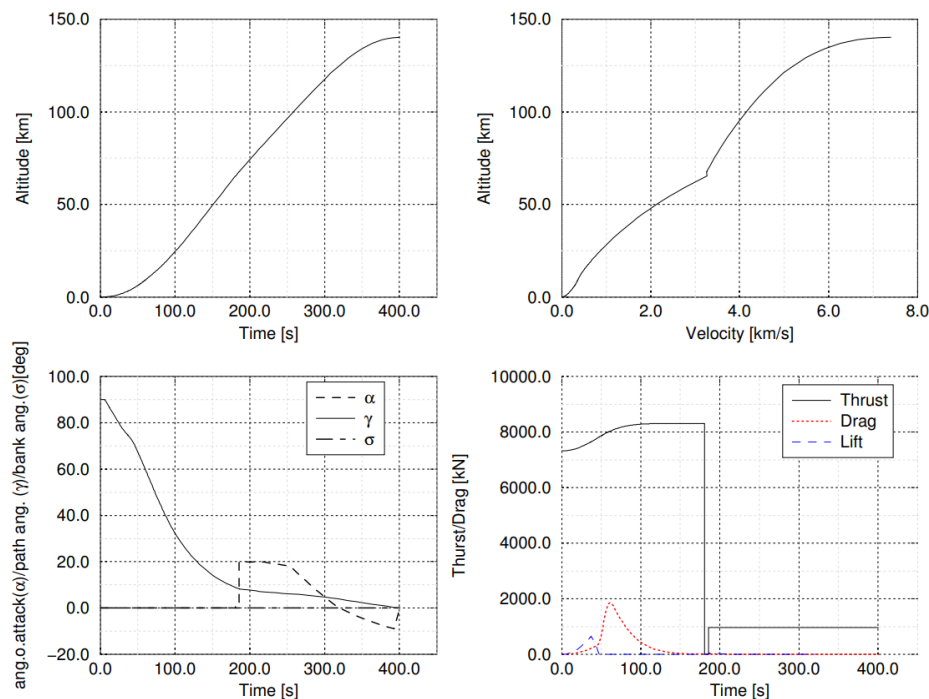 150.0
100.0
50.0
0.0
Altitude [km]
0.0 100.0 200.0 300.0 400.0
Time [s]
150.0
100.0
50.0
0.0
Altitude [km]
0.0 2.0 4.0 6.0 8.0
Velocity [km/s]
100.0
80.0
60.0
40.0
20.0
0.0
−20.0
ang.o.attack(α)/path ang. (γ)/bank ang.(σ)[deg]
α
γ
σ
0.0 100.0 200.0 300.0 400.0
Time [s]
10000.0
8000.0
6000.0
4000.0
2000.0
0.0
Thurst/Drag [kN]
Thrust
Drag
Lift
0.0 100.0 200.0 300.0 400.0
Time [s]